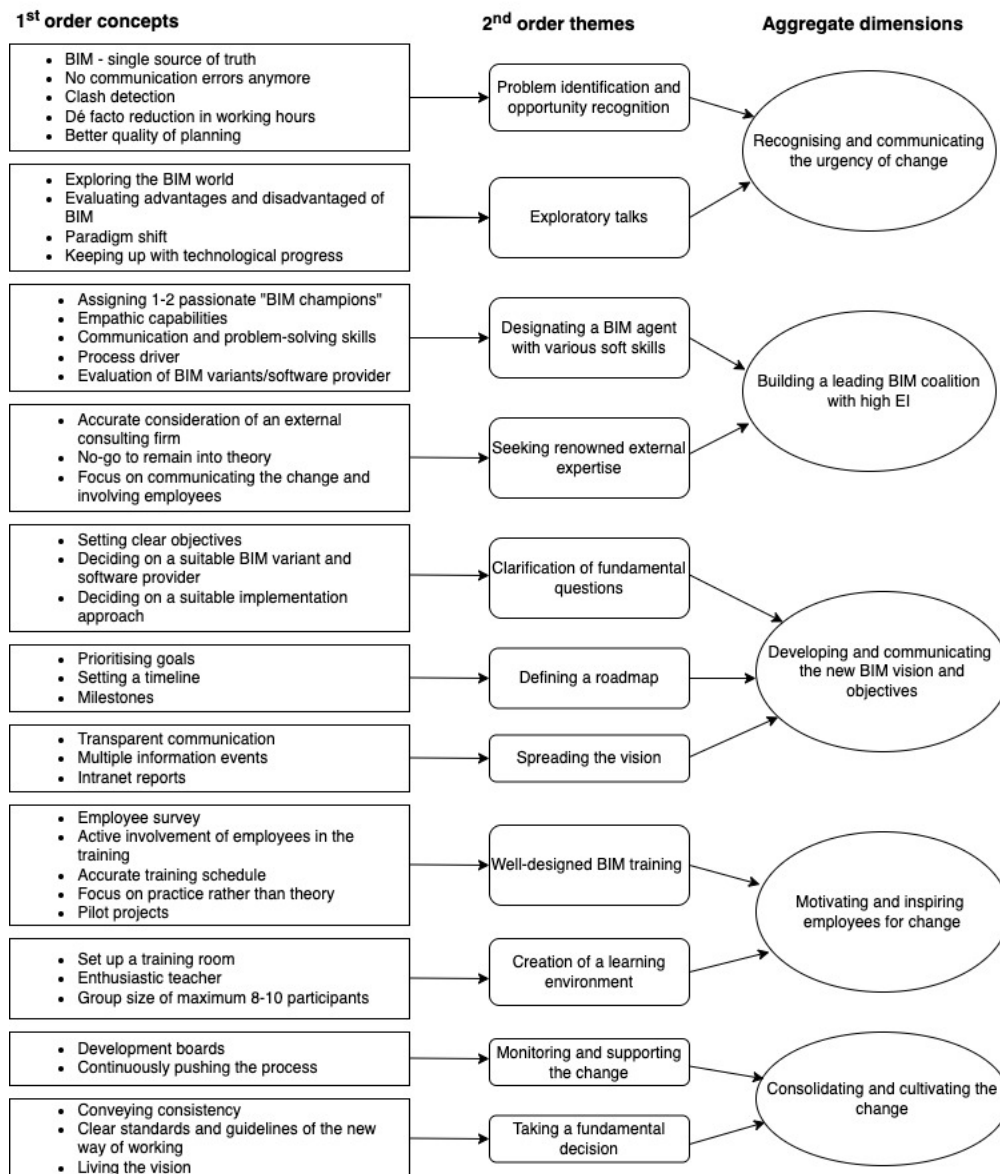 1st order concepts
2nd order themes
Aggregate dimensions
• BIM - single source of truth
• No communication errors anymore
• Clash detection
• Dé facto reduction in working hours
• Better quality of planning
Problem identification and
opportunity recognition
Recognising and communicating
the urgency of change
• Exploring the BIM world
• Evaluating advantages and disadvantaged of
BIM
• Paradigm shift
• Keeping up with technological progress
Exploratory talks
• Assigning 1-2 passionate "BIM champions"
• Empathic capabilities
• Communication and problem-solving skills
• Process driver
• Evaluation of BIM variants/software provider
Designating a BIM agent
with various soft skills
Building a leading BIM coalition
with high EI
• Accurate consideration of an external
consulting firm
• No-go to remain into theory
• Focus on communicating the change and
involving employees
Seeking renowned external
expertise
• Setting clear objectives
• Deciding on a suitable BIM variant and
software provider
• Deciding on a suitable implementation
approach
Clarification of fundamental
questions
Developing and communicating
the new BIM vision and
objectives
• Prioritising goals
• Setting a timeline
• Milestones
Defining a roadmap
• Transparent communication
• Multiple information events
• Intranet reports
Spreading the vision
• Employee survey
• Active involvement of employees in the
training
• Accurate training schedule
• Focus on practice rather than theory
• Pilot projects
Well-designed BIM training
Motivating and inspiring
employees for change
• Set up a training room
• Enthusiastic teacher
• Group size of maximum 8-10 participants
Creation of a learning
environment
• Development boards
• Continuously pushing the process
Monitoring and supporting
the change
Consolidating and cultivating the
change
• Conveying consistency
• Clear standards and guidelines of the new
way of working
• Living the vision
Taking a fundamental
decision